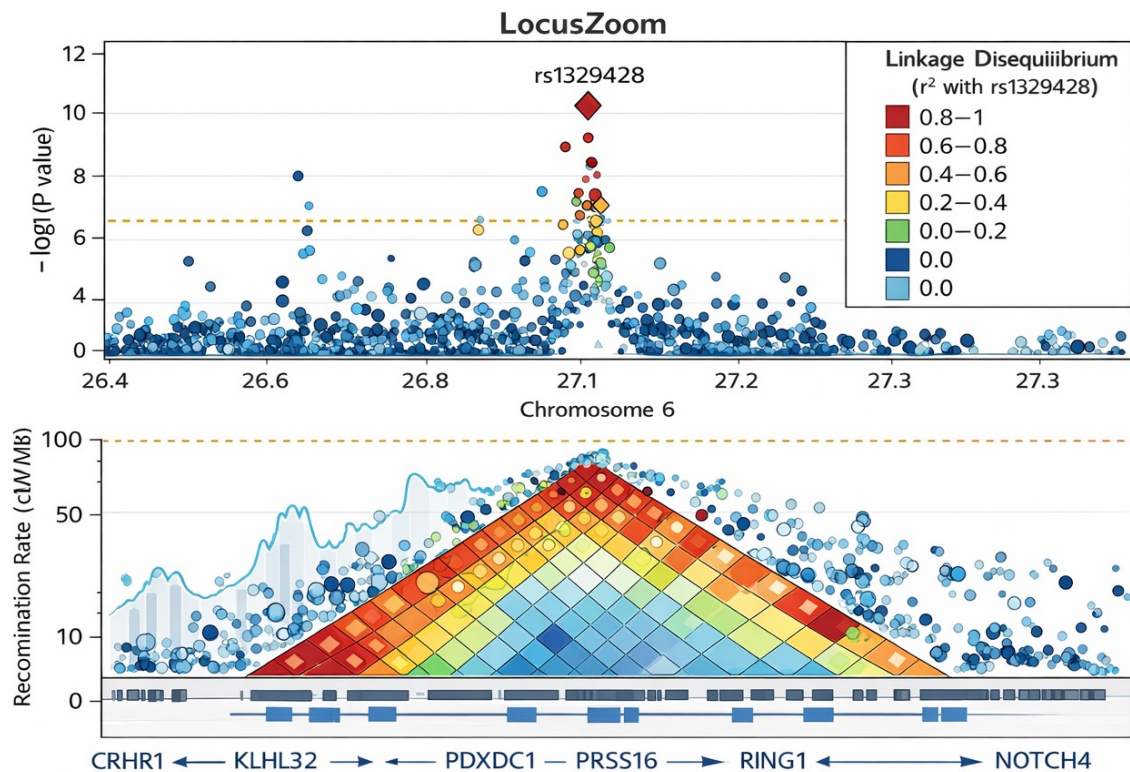 LocusZoom
12
10
8
6
4
0
– log1(P value)
rs1329428
Linkage Disequiiibrium
(r² with rs1329428)
0.8–1
0.6–0.8
0.4–0.6
0.2–0.4
0.0–0.2
0.0
0.0
26.4 26.6 26.8 27.1 27.2 27.3 27.3
Chromosome 6
100
50
10
0
CRHR1 KLHL32 PDXDC1 PRSS16 RING1 NOTCH4